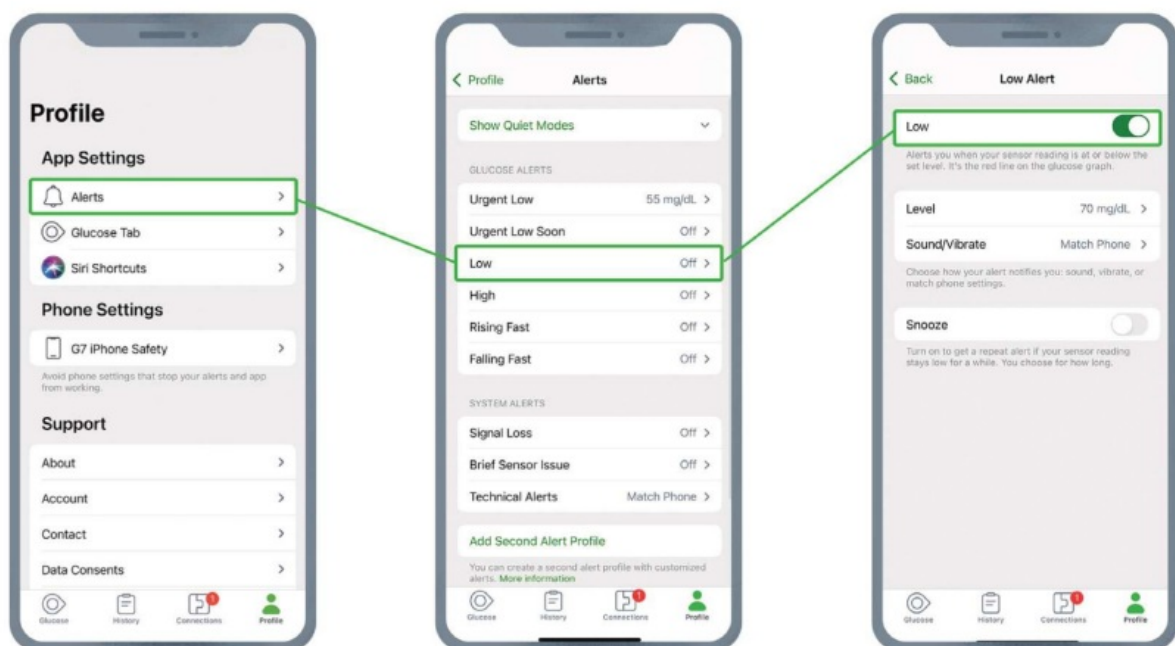 Profile
App Settings
Alerts
Glucose Tab
Siri Shortcuts
Phone Settings
G7 iPhone Safety
Avoid phone settings that stop your alerts and app
from working.
Support
About
Account
Contact
Data Consents
Glucose History Connections 1 Profile
Profile Alerts
Show Quiet Modes
GLUCOSE ALERTS
Urgent Low 55 mg/dL
Urgent Low Soon Off
Low Off
High Off
Rising Fast Off
Falling Fast Off
SYSTEM ALERTS
Signal Loss Off
Brief Sensor Issue Off
Technical Alerts Match Phone
Add Second Alert Profile
You can create a second alert profile with customized
alerts. More information
Glucose History Connections 1 Profile
Back Low Alert
Low
Alerts you when your sensor reading is at or below the
set level. It's the red line on the glucose graph.
Level 70 mg/dL
Sound/Vibrate Match Phone
Choose how your alert notifies you: sound, vibrate, or
match phone settings.
Snooze
Turn on to get a repeat alert if your sensor reading
stays low for a while. You choose for how long.
Glucose History Connections 1 Profile